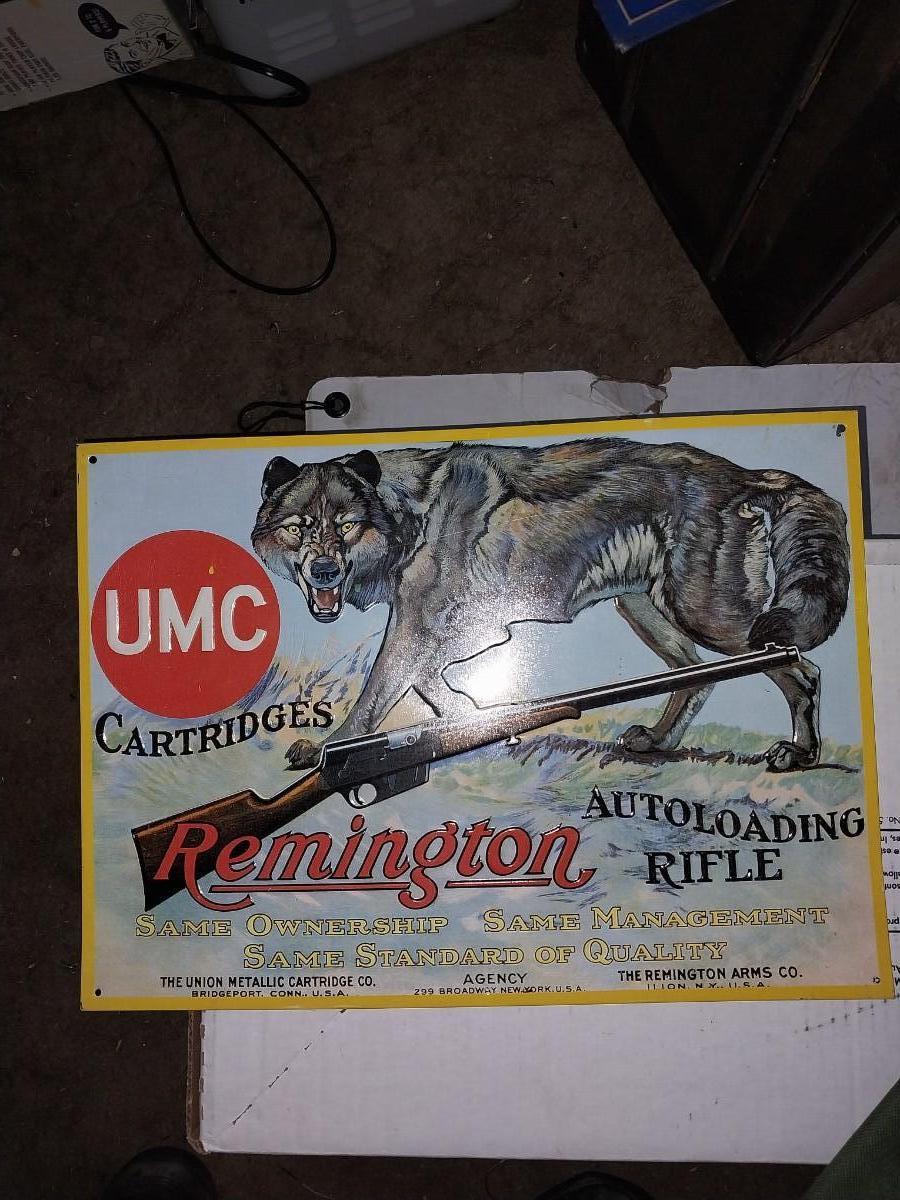 UMC
CARTRIDGES
AUTOLOADING
RIFLE
Remington
SAME OWNERSHIP SAME MANAGEMENT
SAME STANDARD OF QUALITY
THE UNION METALLIC CARTRIDGE CO.
BRIDGEPORT. CONN., U.S.A.
AGENCY
299 BROADWAY NEW YORK. U.S.A.
THE REMINGTON ARMS CO.
ILION, N.Y., U.S.A.